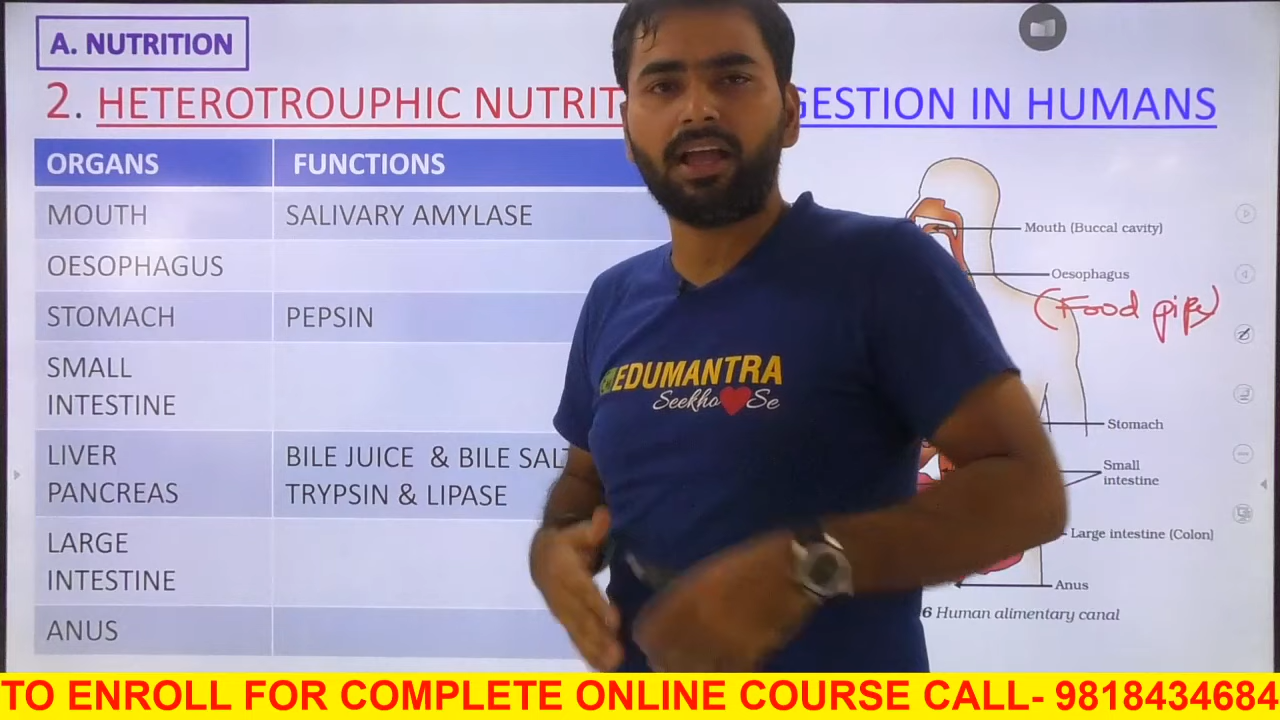 A. NUTRITION
2. HETEROTROUPHIC NUTRIT GESTION IN HUMANS
ORGANS FUNCTIONS
MOUTH SALIVARY AMYLASE
OESOPHAGUS
STOMACH PEPSIN
SMALL
INTESTINE
LIVER BILE JUICE & BILE SALT
PANCREAS TRYPSIN & LIPASE
LARGE
INTESTINE
ANUS
Mouth (Buccal cavity)
Oesophagus
(Food pipe)
Stomach
Small
intestine
Large intestine (Colon)
Anus
6 Human alimentary canal
EDUMANTRA
Seekho Se
TO ENROLL FOR COMPLETE ONLINE COURSE CALL- 9818434684